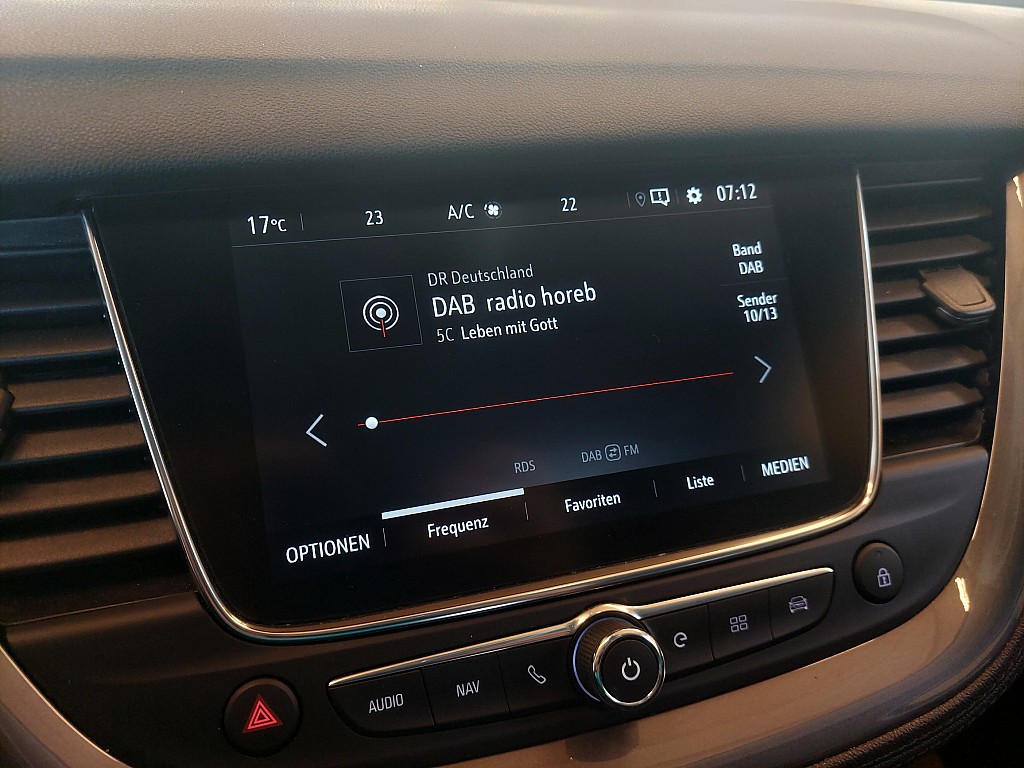 17°C 23 A/C 22 07:12
DR Deutschland
DAB radio horeb
5C Leben mit Gott
Band
DAB
Sender
10/13
RDS DAB FM
OPTIONEN Frequenz Favoriten Liste MEDIEN
AUDIO NAV